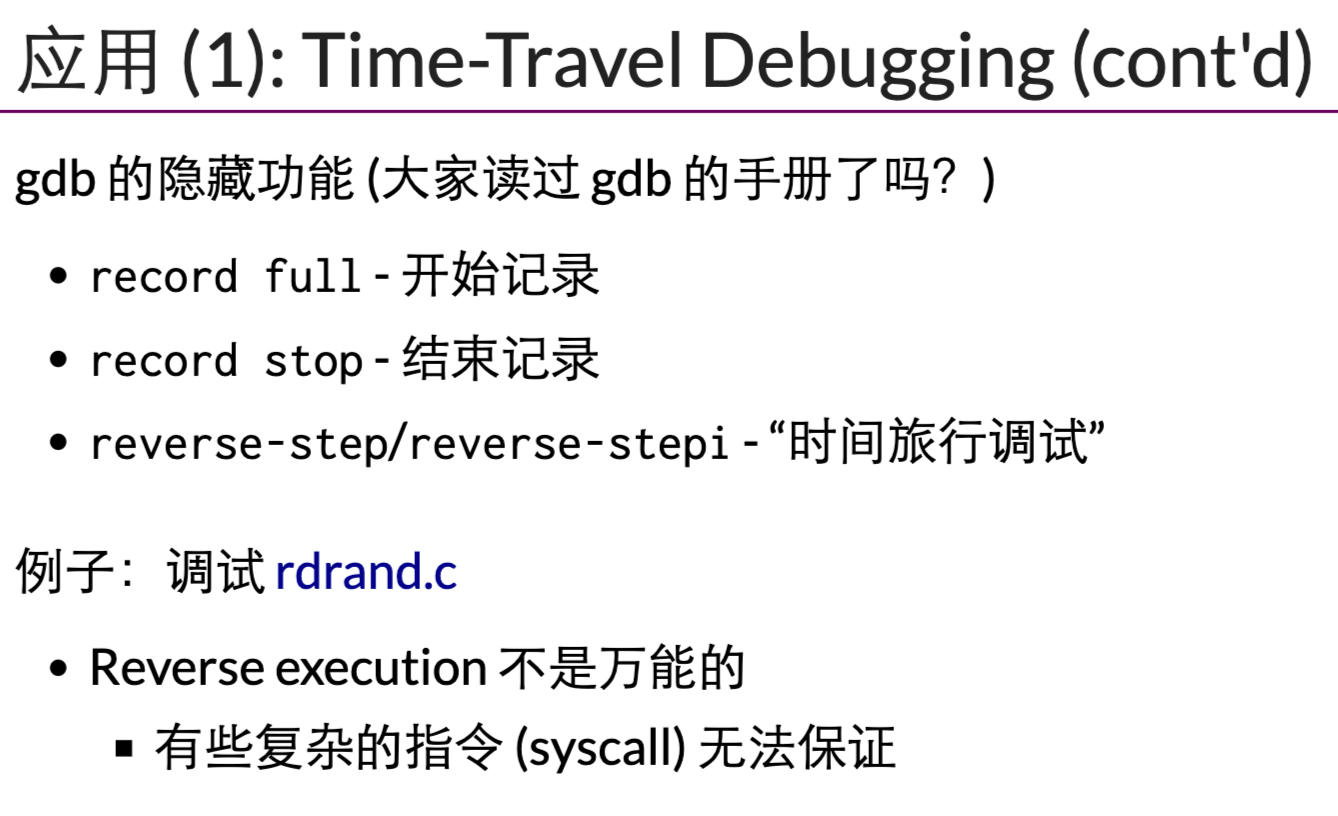 应用 (1): Time-Travel Debugging (cont'd)
gdb 的隐藏功能 (大家读过 gdb 的手册了吗？)
• record full - 开始记录
• record stop - 结束记录
• reverse-step/reverse-stepi - “时间旅行调试”
例子：调试 rdrand.c
• Reverse execution 不是万能的
▪ 有些复杂的指令 (syscall) 无法保证